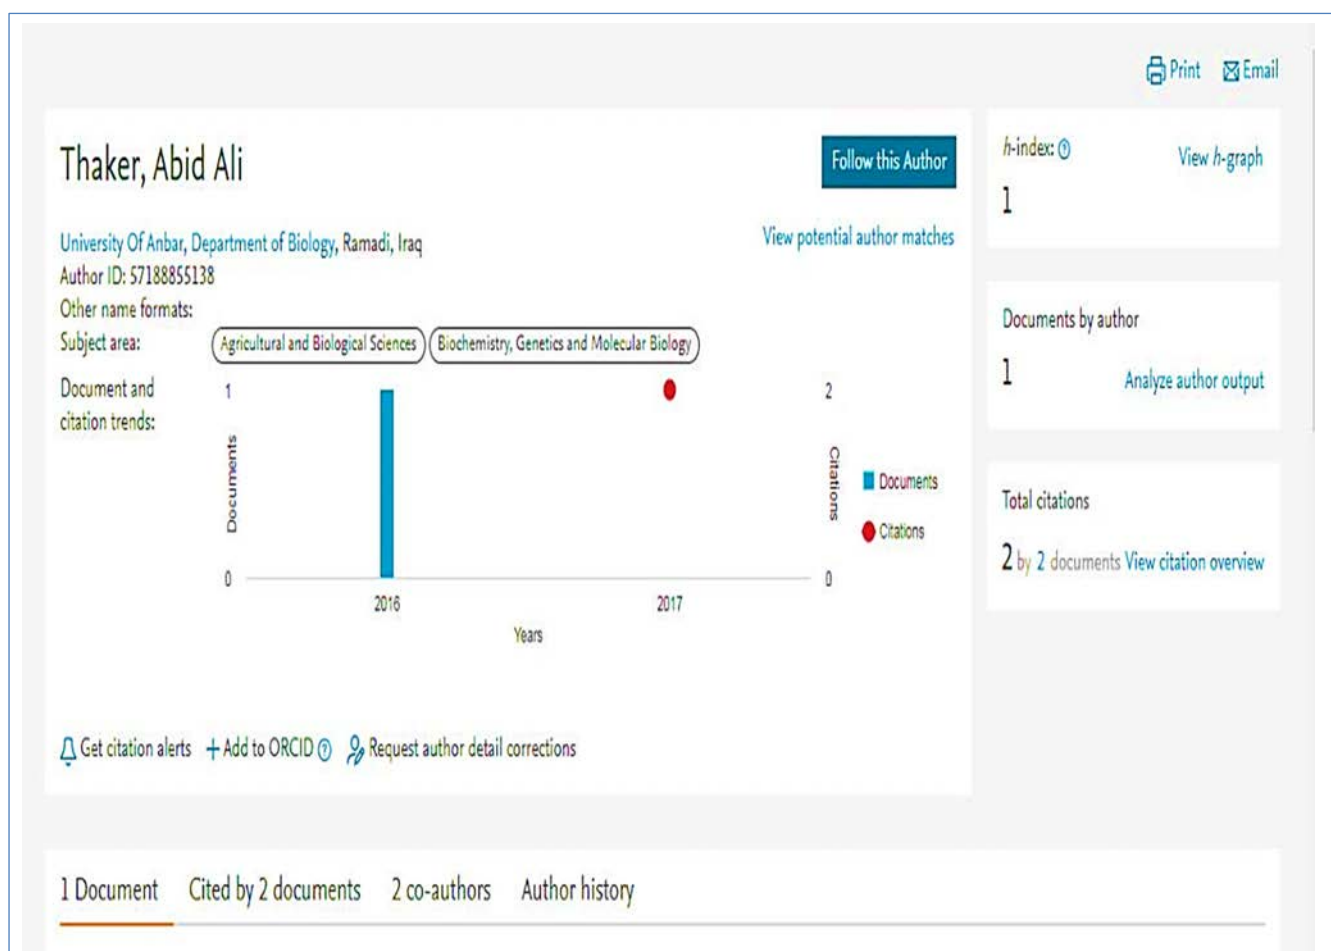 Print Email
Thaker, Abid Ali
Follow this Author
University Of Anbar, Department of Biology, Ramadi, Iraq
View potential author matches
Author ID: 57188855138
Other name formats:
Subject area:
Agricultural and Biological Sciences Biochemistry, Genetics and Molecular Biology
Document and
citation trends:
1
Documents
0
2
Citations
0
2016 2017
Years
Documents
Citations
Get citation alerts + Add to ORCID ? Request author detail corrections
h-index: ?
View h-graph
1
Documents by author
1
Analyze author output
Total citations
2 by 2 documents View citation overview
1 Document Cited by 2 documents 2 co-authors Author history